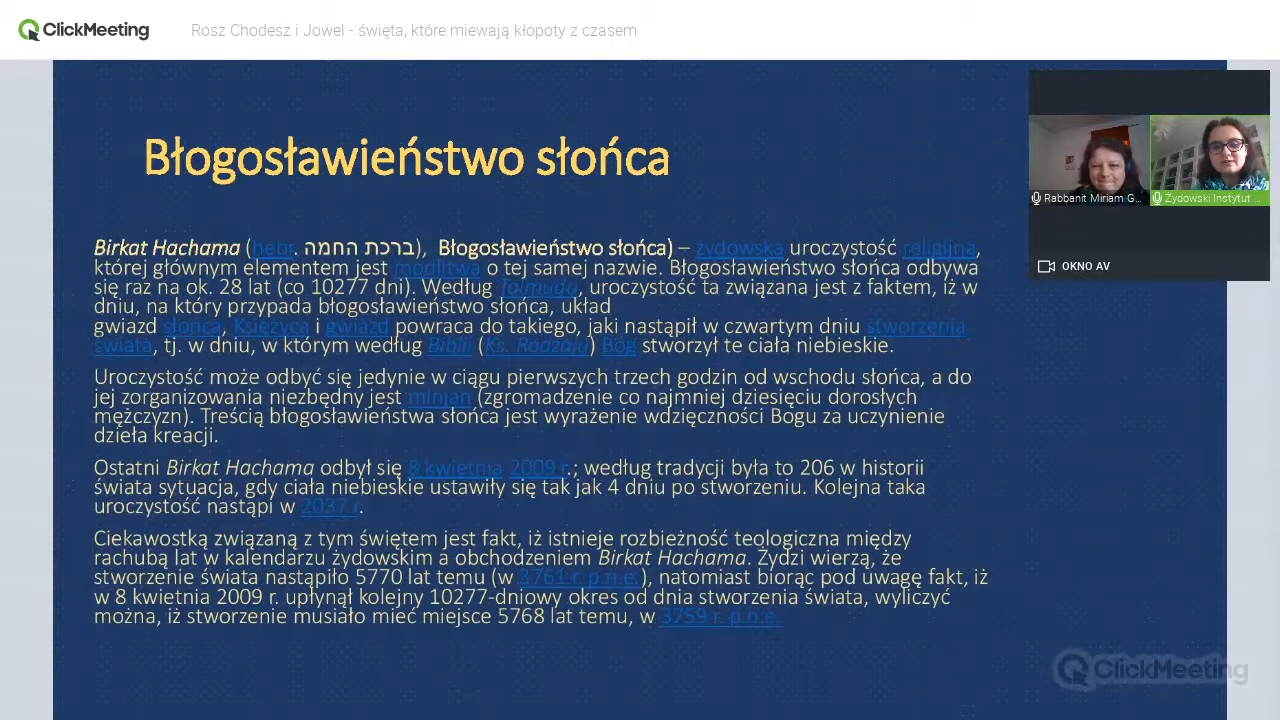 ClickMeeting
Rosz Chodesz i Jowel - święta, które miewają kłopoty z czasem
Błogosławieństwo słońca
Birkat Hachama (hebr. ברכת החמה), Błogosławieństwo słońca) – żydowska uroczystość religijna,
której głównym elementem jest modlitwa o tej samej nazwie. Błogosławieństwo słońca odbywa
się raz na ok. 28 lat (co 10277 dni). Według Talmudu, uroczystość ta związana jest z faktem, iż w
dniu, na który przypada błogosławieństwo słońca, układ
gwiazd słońca, Księżyca i gwiazd powraca do takiego, jaki nastąpił w czwartym dniu stworzenia
świata, tj. w dniu, w którym według Biblii (Ks. Rodzaju) Bóg stworzył te ciała niebieskie.
Uroczystość może odbyć się jedynie w ciągu pierwszych trzech godzin od wschodu słońca, a do
jej zorganizowania niezbędny jest minjan (zgromadzenie co najmniej dziesięciu dorosłych
mężczyzn). Treścią błogosławieństwa słońca jest wyrażenie wdzięczności Bogu za uczynienie
dzieła kreacji.
Ostatni Birkat Hachama odbył się 8 kwietnia 2009 r.; według tradycji była to 206 w historii
świata sytuacja, gdy ciała niebieskie ustawiły się tak jak 4 dniu po stworzeniu. Kolejna taka
uroczystość nastąpi w 2037 r.
Ciekawostką związaną z tym świętem jest fakt, iż istnieje rozbieżność teologiczna między
rachubą lat w kalendarzu żydowskim a obchodzeniem Birkat Hachama. Żydzi wierzą, że
stworzenie świata nastąpiło 5770 lat temu (w 3761 r. p.n.e.), natomiast biorąc pod uwagę fakt, iż
w 8 kwietnia 2009 r. upłynął kolejny 10277-dniowy okres od dnia stworzenia świata, wyliczyć
można, iż stworzenie musiało mieć miejsce 5768 lat temu, w 3759 r. p.n.e.
Rabbanit Miriam G...
Żydowski Instytut ...
OKNO AV
ClickMeeting